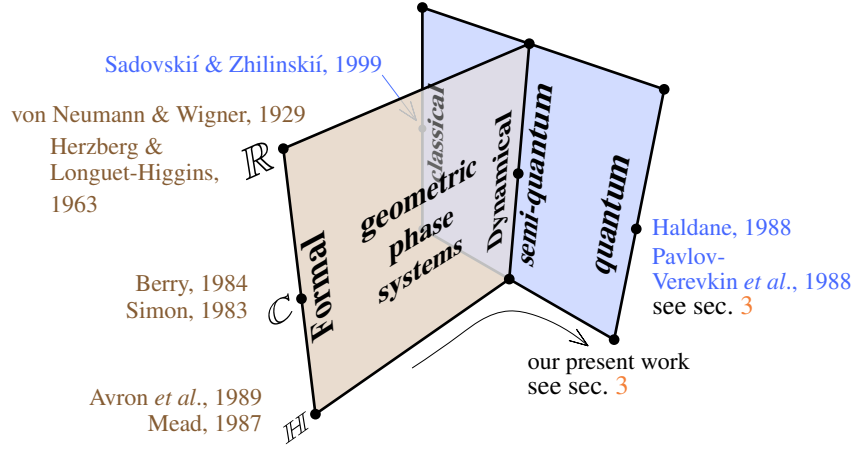 Sadovskií & Zhilinskií, 1999
von Neumann & Wigner, 1929
Herzberg &
Longuet-Higgins,
1963
ℝ
classical
geometric
phase
systems
Dynamical
semi-quantum
quantum
Formal
Haldane, 1988
Pavlov-
Verevkin et al., 1988
see sec. 3
Berry, 1984
Simon, 1983
ℂ
our present work
see sec. 3
Avron et al., 1989
Mead, 1987
ℍ